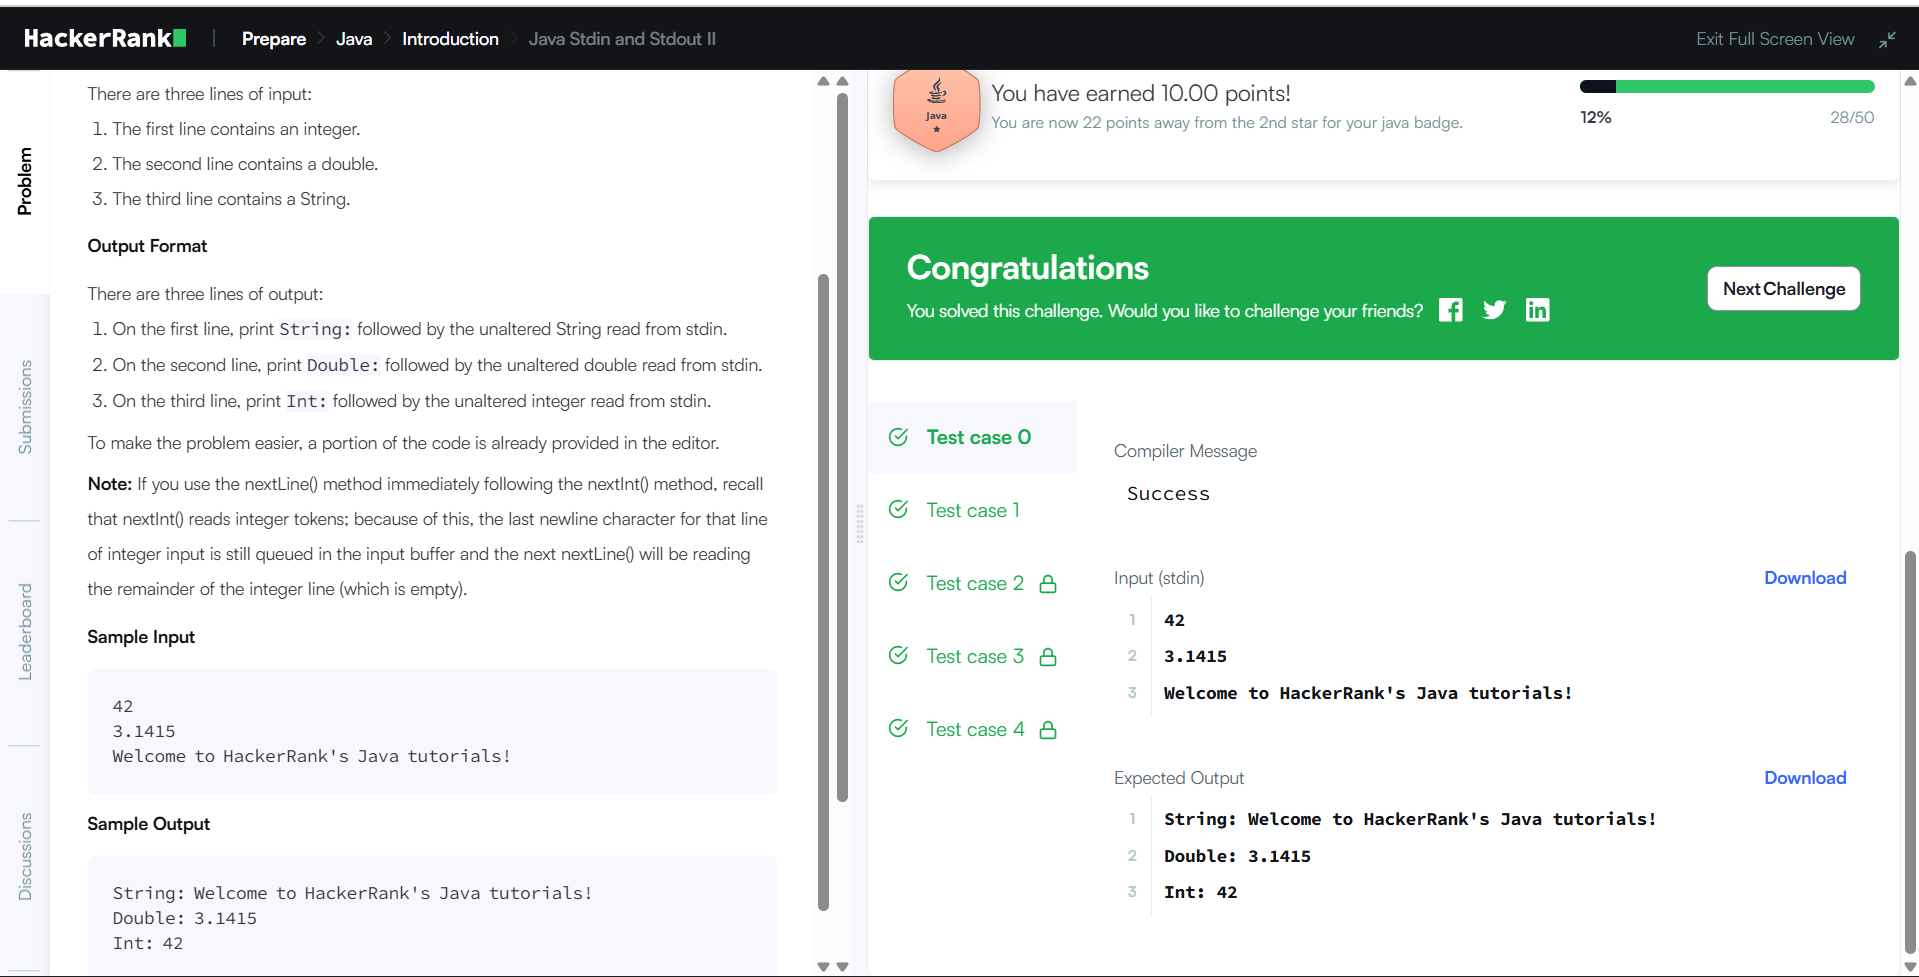 HackerRank | Prepare > Java > Introduction > Java Stdin and Stdout II
Exit Full Screen View
Problem
Submissions
Leaderboard
Discussions
There are three lines of input:
1. The first line contains an integer.
2. The second line contains a double.
3. The third line contains a String.
Output Format
There are three lines of output:
1. On the first line, print String: followed by the unaltered String read from stdin.
2. On the second line, print Double: followed by the unaltered double read from stdin.
3. On the third line, print Int: followed by the unaltered integer read from stdin.
To make the problem easier, a portion of the code is already provided in the editor.
Note: If you use the nextLine() method immediately following the nextInt() method, recall
that nextInt() reads integer tokens; because of this, the last newline character for that line
of integer input is still queued in the input buffer and the next nextLine() will be reading
the remainder of the integer line (which is empty).
Sample Input
42
3.1415
Welcome to HackerRank's Java tutorials!
Sample Output
String: Welcome to HackerRank's Java tutorials!
Double: 3.1415
Int: 42
Java
You have earned 10.00 points!
You are now 22 points away from the 2nd star for your java badge.
12%
28/50
Congratulations
You solved this challenge. Would you like to challenge your friends?
Next Challenge
Test case 0
Test case 1
Test case 2
Test case 3
Test case 4
Compiler Message
Success
Input (stdin)
Download
1 42
2 3.1415
3 Welcome to HackerRank's Java tutorials!
Expected Output
Download
1 String: Welcome to HackerRank's Java tutorials!
2 Double: 3.1415
3 Int: 42